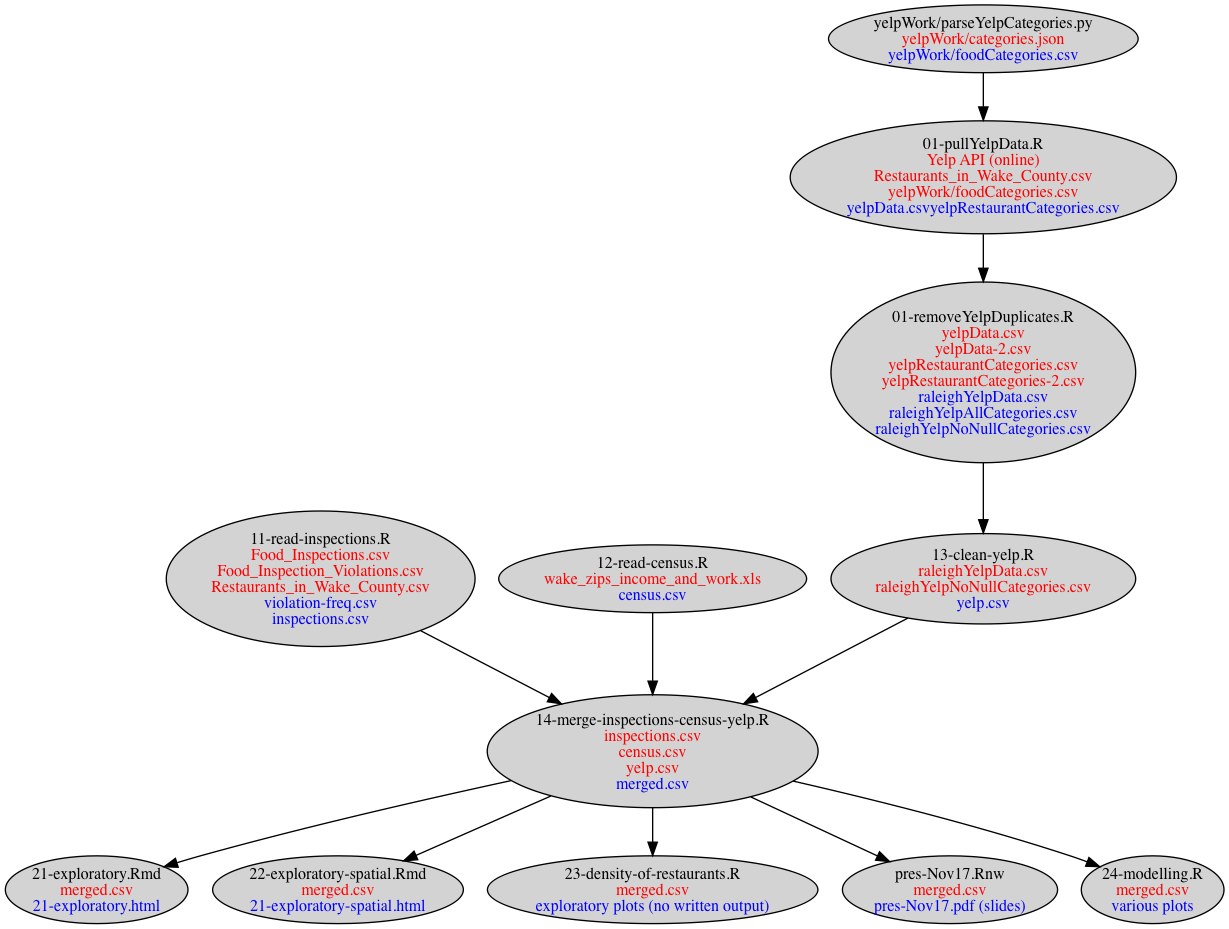 yelpWork/parseYelpCategories.py
yelpWork/categories.json
yelpWork/foodCategories.csv
01-pullYelpData.R
Yelp API (online)
Restaurants_in_Wake_County.csv
yelpWork/foodCategories.csv
yelpData.csvyelpRestaurantCategories.csv
01-removeYelpDuplicates.R
yelpData.csv
yelpData-2.csv
yelpRestaurantCategories.csv
yelpRestaurantCategories-2.csv
raleighYelpData.csv
raleighYelpAllCategories.csv
raleighYelpNoNullCategories.csv
11-read-inspections.R
Food_Inspections.csv
Food_Inspection_Violations.csv
Restaurants_in_Wake_County.csv
violation-freq.csv
inspections.csv
12-read-census.R
wake_zips_income_and_work.xls
census.csv
13-clean-yelp.R
raleighYelpData.csv
raleighYelpNoNullCategories.csv
yelp.csv
14-merge-inspections-census-yelp.R
inspections.csv
census.csv
yelp.csv
merged.csv
21-exploratory.Rmd
merged.csv
21-exploratory.html
22-exploratory-spatial.Rmd
merged.csv
21-exploratory-spatial.html
23-density-of-restaurants.R
merged.csv
exploratory plots (no written output)
pres-Nov17.Rnw
merged.csv
pres-Nov17.pdf (slides)
24-modelling.R
merged.csv
various plots